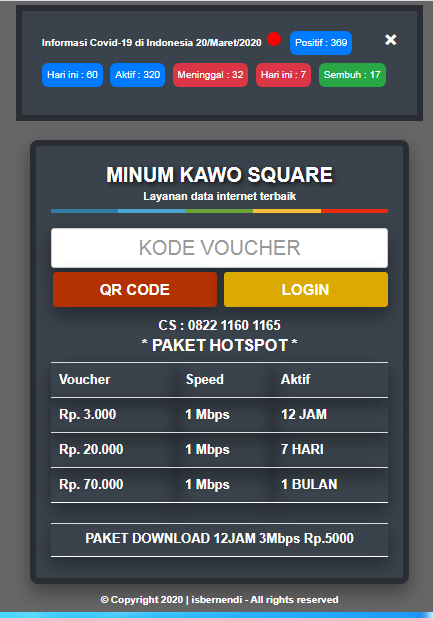 Informasi Covid-19 di Indonesia 20/Maret/2020 Positif : 369 ×
Hari ini : 60 Aktif : 320 Meninggal : 32 Hari ini : 7 Sembuh : 17
MINUM KAWO SQUARE
Layanan data internet terbaik
KODE VOUCHER
QR CODE LOGIN
CS : 0822 1160 1165
* PAKET HOTSPOT *
Voucher Speed Aktif
Rp. 3.000 1 Mbps 12 JAM
Rp. 20.000 1 Mbps 7 HARI
Rp. 70.000 1 Mbps 1 BULAN
PAKET DOWNLOAD 12JAM 3Mbps Rp.5000
© Copyright 2020 | isbernendi - All rights reserved